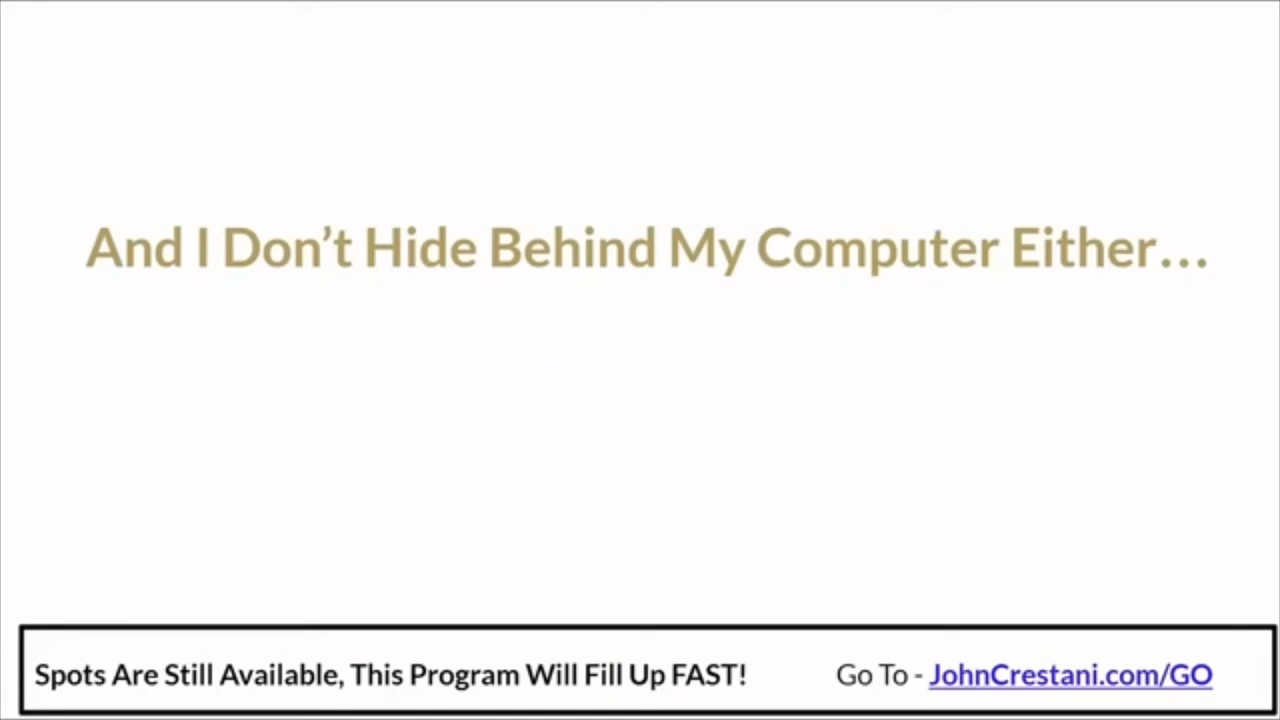 And I Don’t Hide Behind My Computer Either…
Spots Are Still Available, This Program Will Fill Up FAST! Go To - JohnCrestani.com/GO